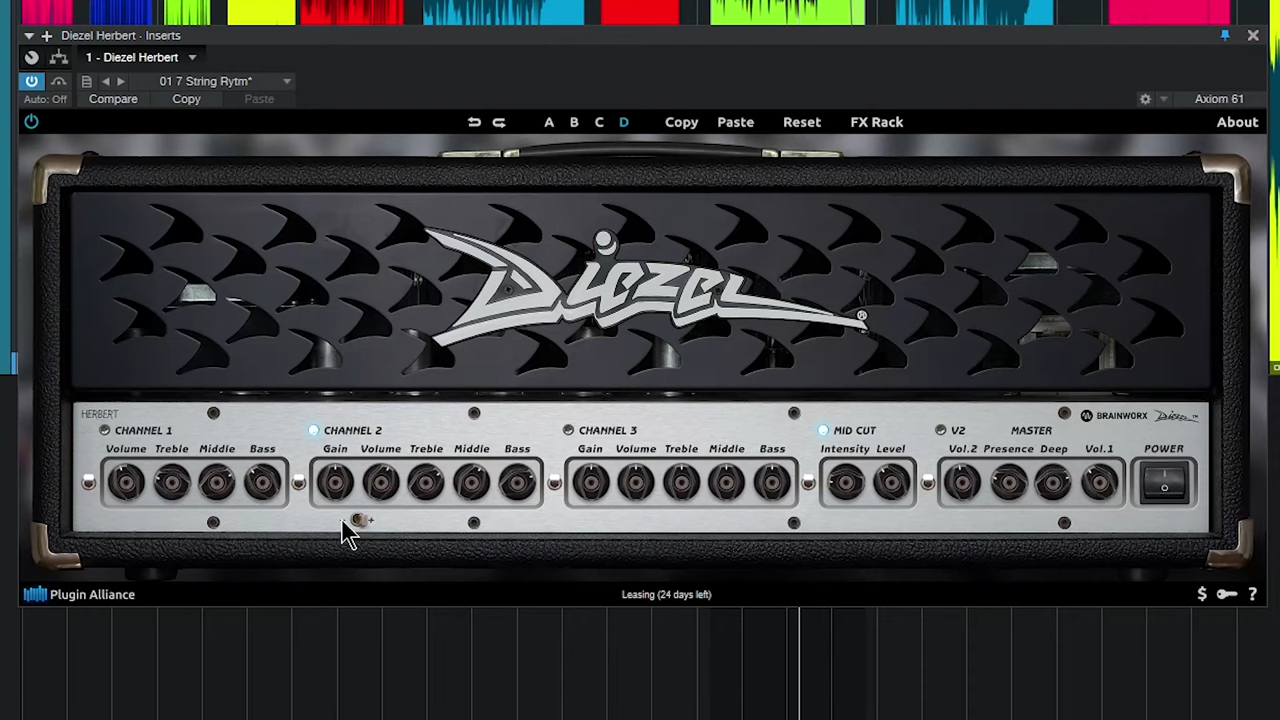 Diezel Herbert - Inserts
1 - Diezel Herbert
01 7 String Rytm*
Auto: Off
Compare
Copy
Paste
Axiom 61
A B C D Copy Paste Reset FX Rack About
Diezel ®
HERBERT
BRAINWORX Diezel ™
CHANNEL 1 CHANNEL 2 CHANNEL 3 MID CUT V2 MASTER
Volume Treble Middle Bass Gain Volume Treble Middle Bass Gain Volume Treble Middle Bass Intensity Level Vol.2 Presence Deep Vol.1 POWER
+
Plugin Alliance Leasing (24 days left) $ ?